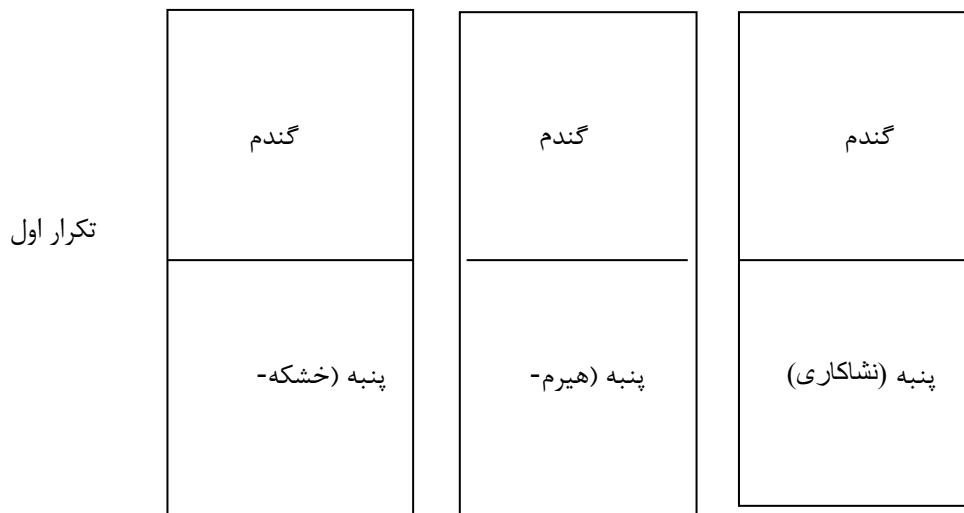 گندم
گندم
گندم
تکرار اول
پنبه (نشاکاری)
پنبه (هیرم-
پنبه (خشکه-